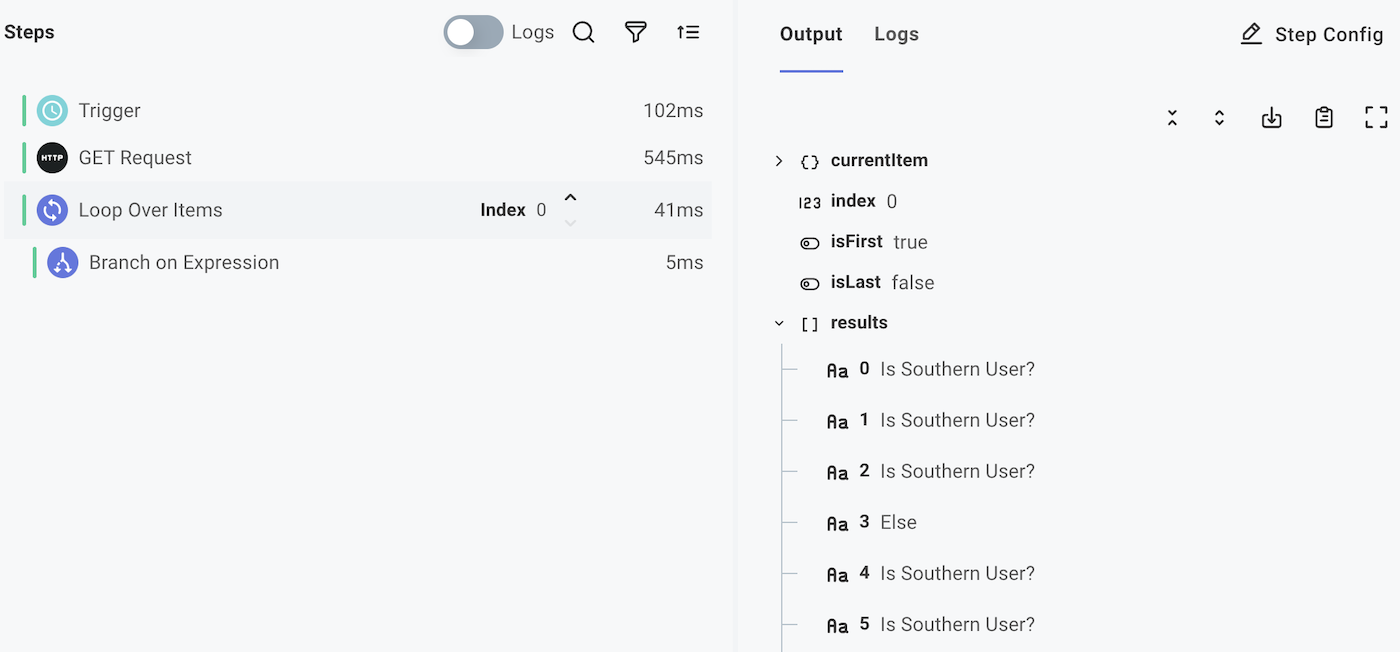 Steps
Logs
Trigger 102ms
HTTP GET Request 545ms
Loop Over Items Index 0 41ms
Branch on Expression 5ms
Output Logs Step Config
{} currentItem
123 index 0
isFirst true
isLast false
[] results
Aa 0 Is Southern User?
Aa 1 Is Southern User?
Aa 2 Is Southern User?
Aa 3 Else
Aa 4 Is Southern User?
Aa 5 Is Southern User?